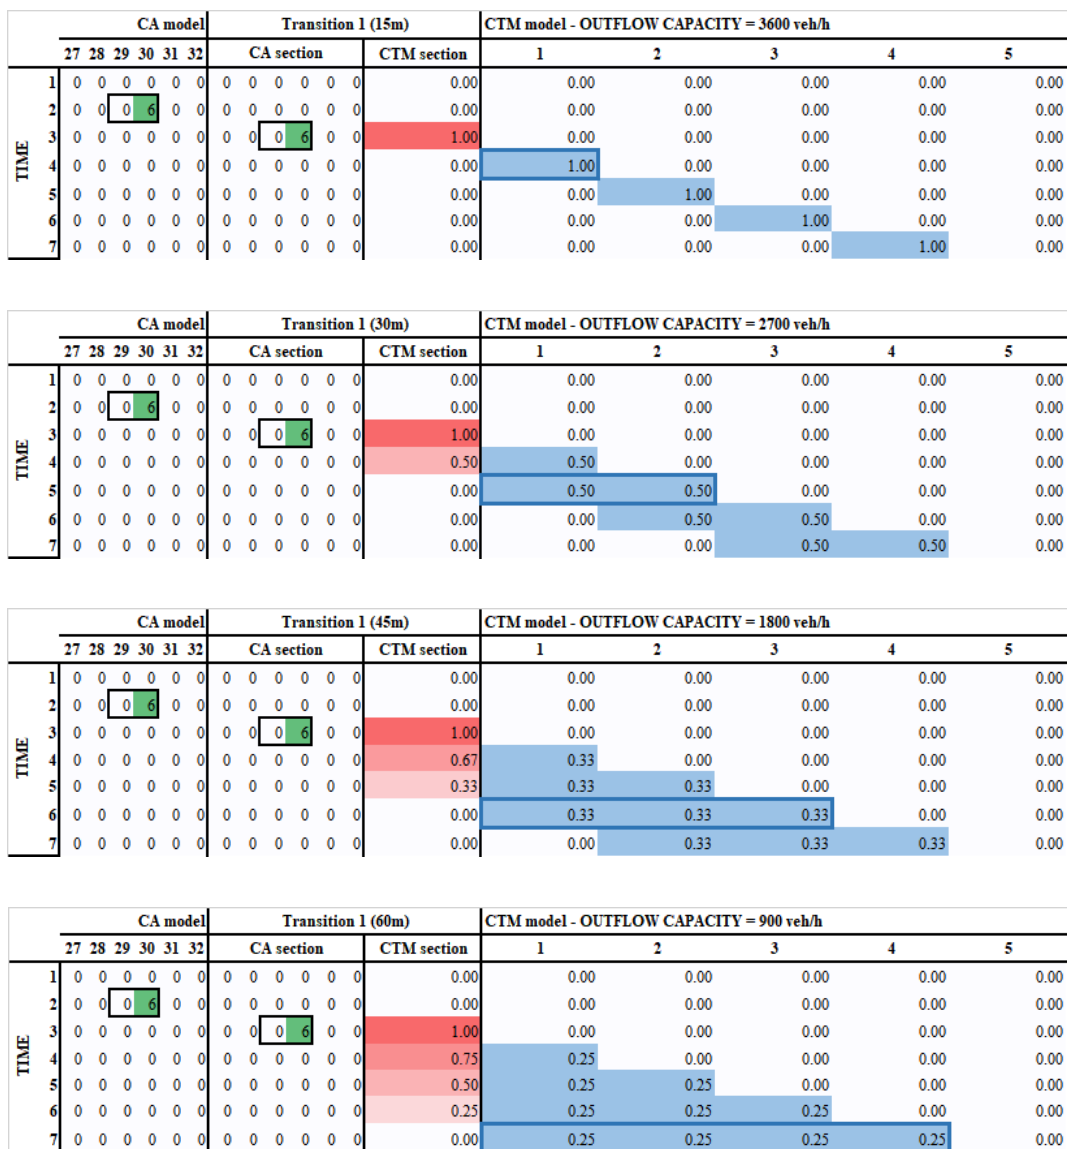 CA model Transition 1 (15m) CTM model - OUTFLOW CAPACITY = 3600 veh/h
27 28 29 30 31 32 CA section CTM section 1 2 3 4 5
TIME
1 0 0 0 0 0 0 0 0 0 0 0 0 0.00 0.00 0.00 0.00 0.00 0.00
2 0 0 0 6 0 0 0 0 0 0 0 0 0.00 0.00 0.00 0.00 0.00 0.00
3 0 0 0 0 0 0 0 0 0 6 0 0 1.00 0.00 0.00 0.00 0.00 0.00
4 0 0 0 0 0 0 0 0 0 0 0 0 0.00 1.00 0.00 0.00 0.00 0.00
5 0 0 0 0 0 0 0 0 0 0 0 0 0.00 0.00 1.00 0.00 0.00 0.00
6 0 0 0 0 0 0 0 0 0 0 0 0 0.00 0.00 0.00 1.00 0.00 0.00
7 0 0 0 0 0 0 0 0 0 0 0 0 0.00 0.00 0.00 0.00 1.00 0.00
CA model Transition 1 (30m) CTM model - OUTFLOW CAPACITY = 2700 veh/h
27 28 29 30 31 32 CA section CTM section 1 2 3 4 5
TIME
1 0 0 0 0 0 0 0 0 0 0 0 0 0.00 0.00 0.00 0.00 0.00 0.00
2 0 0 0 6 0 0 0 0 0 0 0 0 0.00 0.00 0.00 0.00 0.00 0.00
3 0 0 0 0 0 0 0 0 0 6 0 0 1.00 0.00 0.00 0.00 0.00 0.00
4 0 0 0 0 0 0 0 0 0 0 0 0 0.50 0.50 0.00 0.00 0.00 0.00
5 0 0 0 0 0 0 0 0 0 0 0 0 0.00 0.50 0.50 0.00 0.00 0.00
6 0 0 0 0 0 0 0 0 0 0 0 0 0.00 0.00 0.50 0.50 0.00 0.00
7 0 0 0 0 0 0 0 0 0 0 0 0 0.00 0.00 0.00 0.50 0.50 0.00
CA model Transition 1 (45m) CTM model - OUTFLOW CAPACITY = 1800 veh/h
27 28 29 30 31 32 CA section CTM section 1 2 3 4 5
TIME
1 0 0 0 0 0 0 0 0 0 0 0 0 0.00 0.00 0.00 0.00 0.00 0.00
2 0 0 0 6 0 0 0 0 0 0 0 0 0.00 0.00 0.00 0.00 0.00 0.00
3 0 0 0 0 0 0 0 0 0 6 0 0 1.00 0.00 0.00 0.00 0.00 0.00
4 0 0 0 0 0 0 0 0 0 0 0 0 0.67 0.33 0.00 0.00 0.00 0.00
5 0 0 0 0 0 0 0 0 0 0 0 0 0.33 0.33 0.33 0.00 0.00 0.00
6 0 0 0 0 0 0 0 0 0 0 0 0 0.00 0.33 0.33 0.33 0.00 0.00
7 0 0 0 0 0 0 0 0 0 0 0 0 0.00 0.00 0.33 0.33 0.33 0.00
CA model Transition 1 (60m) CTM model - OUTFLOW CAPACITY = 900 veh/h
27 28 29 30 31 32 CA section CTM section 1 2 3 4 5
TIME
1 0 0 0 0 0 0 0 0 0 0 0 0 0.00 0.00 0.00 0.00 0.00 0.00
2 0 0 0 6 0 0 0 0 0 0 0 0 0.00 0.00 0.00 0.00 0.00 0.00
3 0 0 0 0 0 0 0 0 0 6 0 0 1.00 0.00 0.00 0.00 0.00 0.00
4 0 0 0 0 0 0 0 0 0 0 0 0 0.75 0.25 0.00 0.00 0.00 0.00
5 0 0 0 0 0 0 0 0 0 0 0 0 0.50 0.25 0.25 0.00 0.00 0.00
6 0 0 0 0 0 0 0 0 0 0 0 0 0.25 0.25 0.25 0.25 0.00 0.00
7 0 0 0 0 0 0 0 0 0 0 0 0 0.00 0.25 0.25 0.25 0.25 0.00